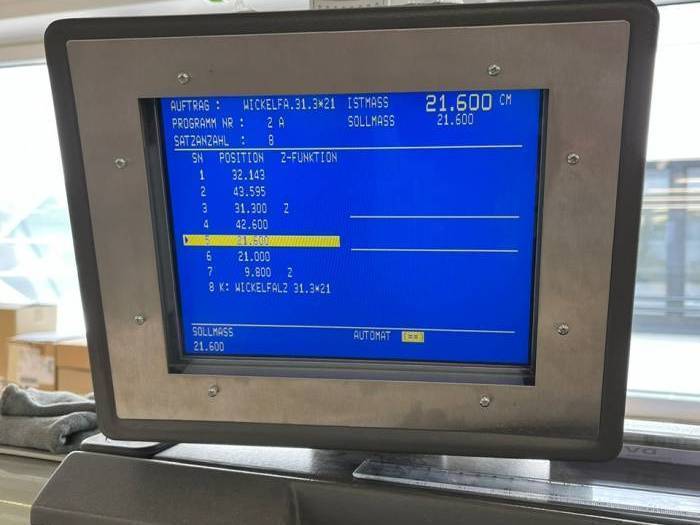 AUFTRAG : WICKELFA.31.3*21 ISTMASS 21.600 CM
PROGRAMM NR : 2 A SOLLMASS 21.600
SATZANZAHL : 8
SN POSITION Z-FUNKTION
1 32.143
2 43.595
3 31.300 Z
4 42.600
5 21.600
6 21.000
7 9.800 Z
8 K: WICKELFALZ 31.3*21
SOLLMASS AUTOMAT [==]
21.600